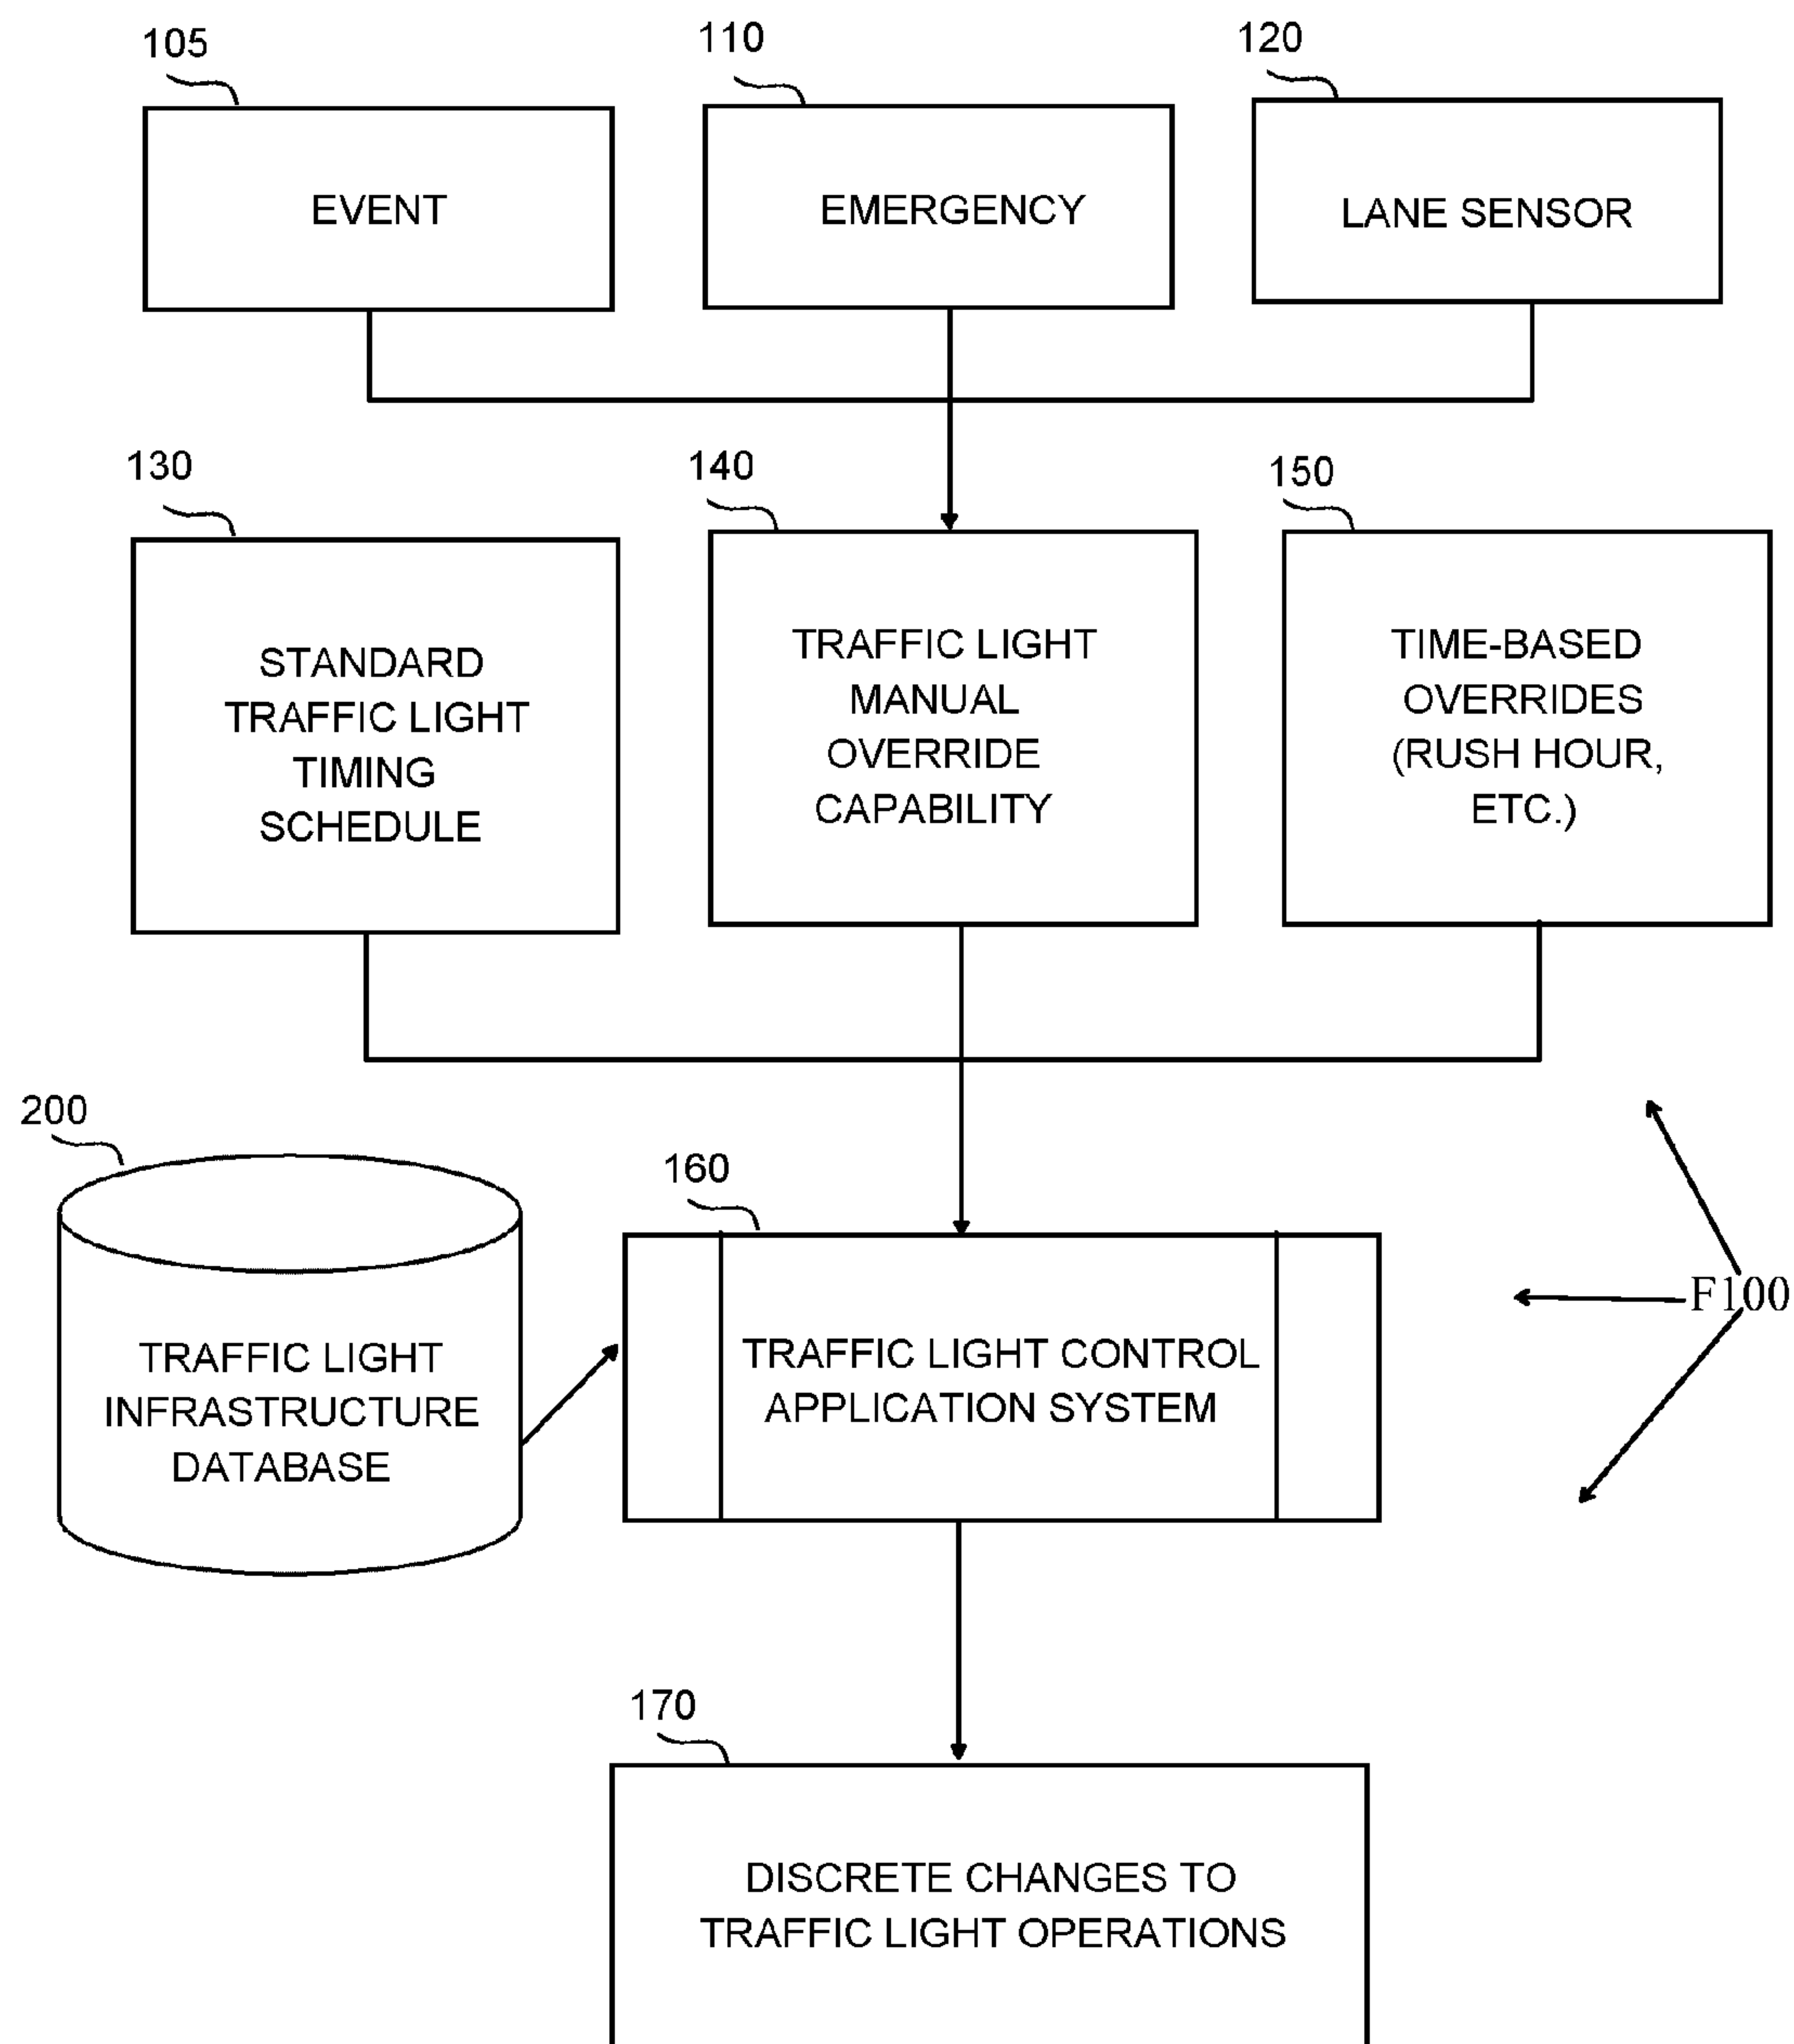 105
110
120
EVENT
EMERGENCY
LANE SENSOR
130
140
150
STANDARD
TRAFFIC LIGHT
TIMING
SCHEDULE
TRAFFIC LIGHT
MANUAL
OVERRIDE
CAPABILITY
TIME-BASED
OVERRIDES
(RUSH HOUR,
ETC.)
200
160
F100
TRAFFIC LIGHT
INFRASTRUCTURE
DATABASE
TRAFFIC LIGHT CONTROL
APPLICATION SYSTEM
170
DISCRETE CHANGES TO
TRAFFIC LIGHT OPERATIONS